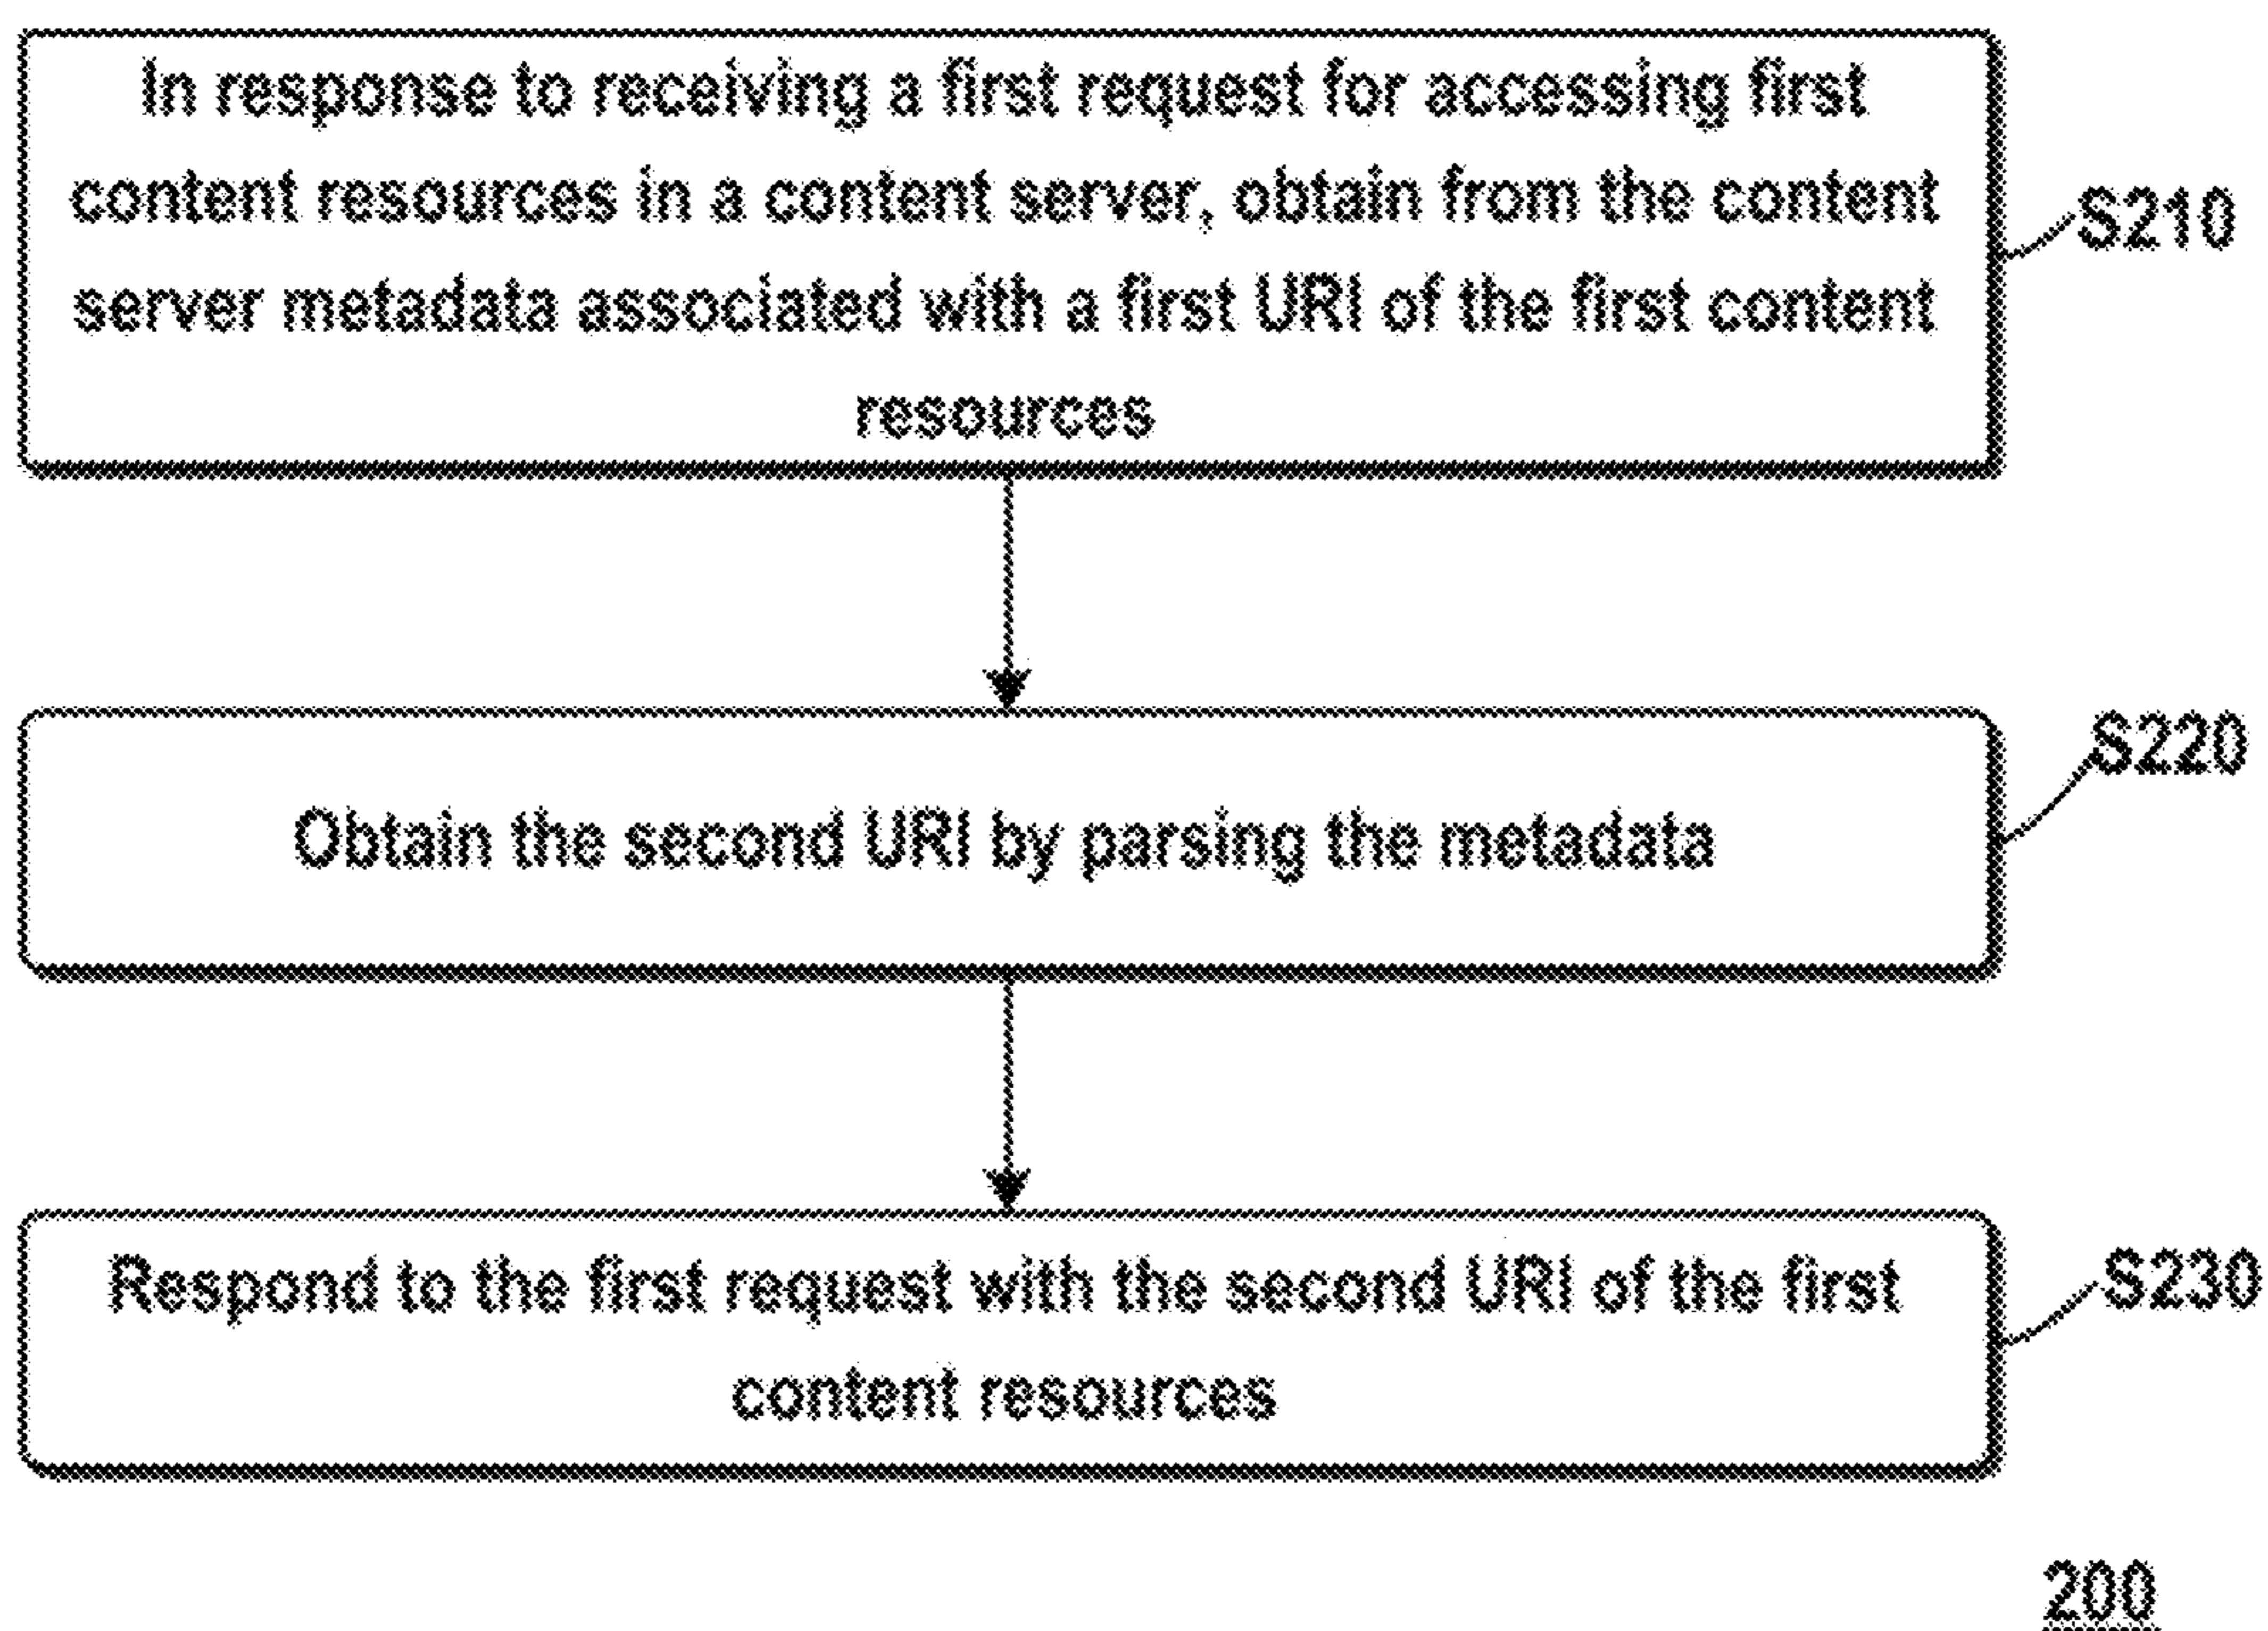 In response to receiving a first request for accessing first
content resources in a content server, obtain from the content
server metadata associated with a first URI of the first content
resources
S210
Obtain the second URI by parsing the metadata
S220
Respond to the first request with the second URI of the first
content resources
S230
200